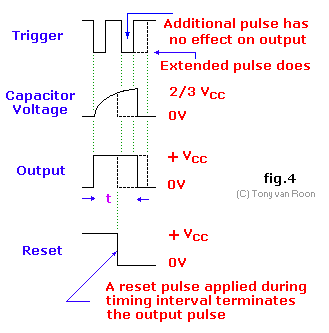 Trigger
Additional pulse has
no effect on output
Extended pulse does
Capacitor
Voltage
2/3 VCC
0V
Output
+ VCC
0V
t
fig.4
(C) Tony van Roon
Reset
+ VCC
0V
A reset pulse applied during
timing interval terminates
the output pulse